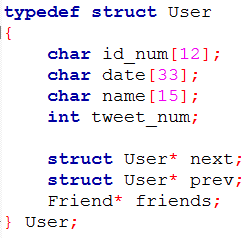 typedef struct User
{
char id_num[12];
char date[33];
char name[15];
int tweet_num;
struct User* next;
struct User* prev;
Friend* friends;
} User;